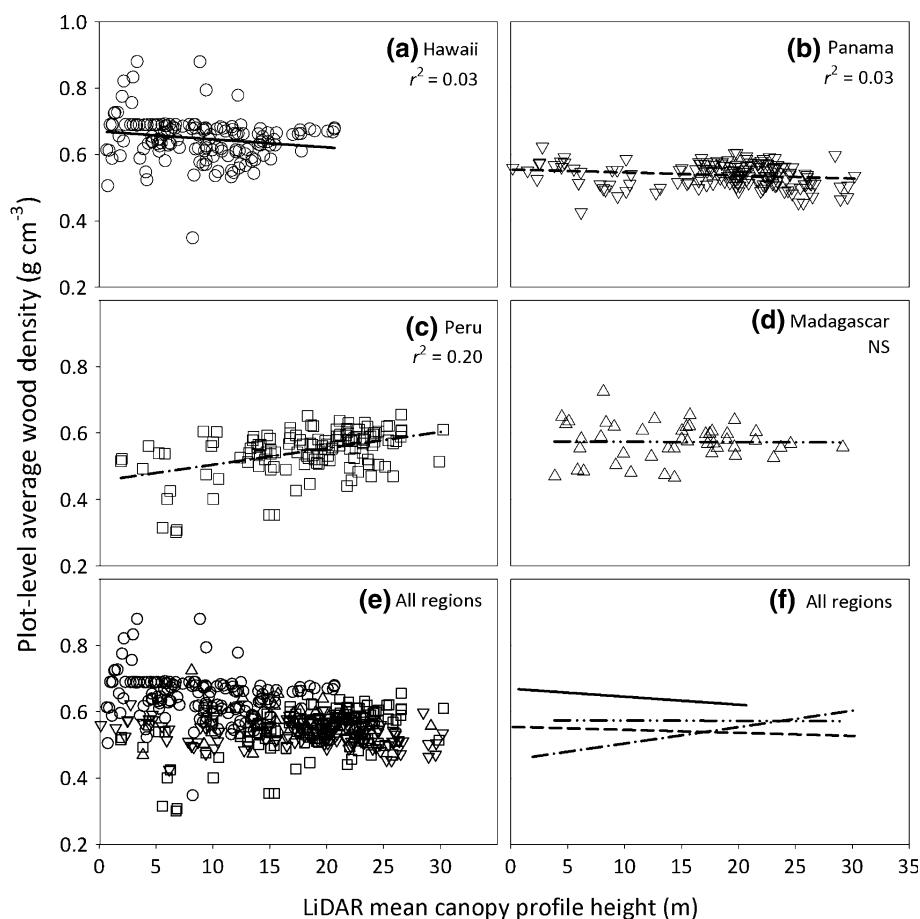 Plot-level average wood density (g cm⁻³)
1.0
0.8
0.6
0.4
0.2
(a) Hawaii
r² = 0.03
(b) Panama
r² = 0.03
0.8
0.6
0.4
0.2
(c) Peru
r² = 0.20
(d) Madagascar
NS
0.8
0.6
0.4
0.2
(e) All regions
(f) All regions
0 5 10 15 20 25 30
0 5 10 15 20 25 30 35
LiDAR mean canopy profile height (m)